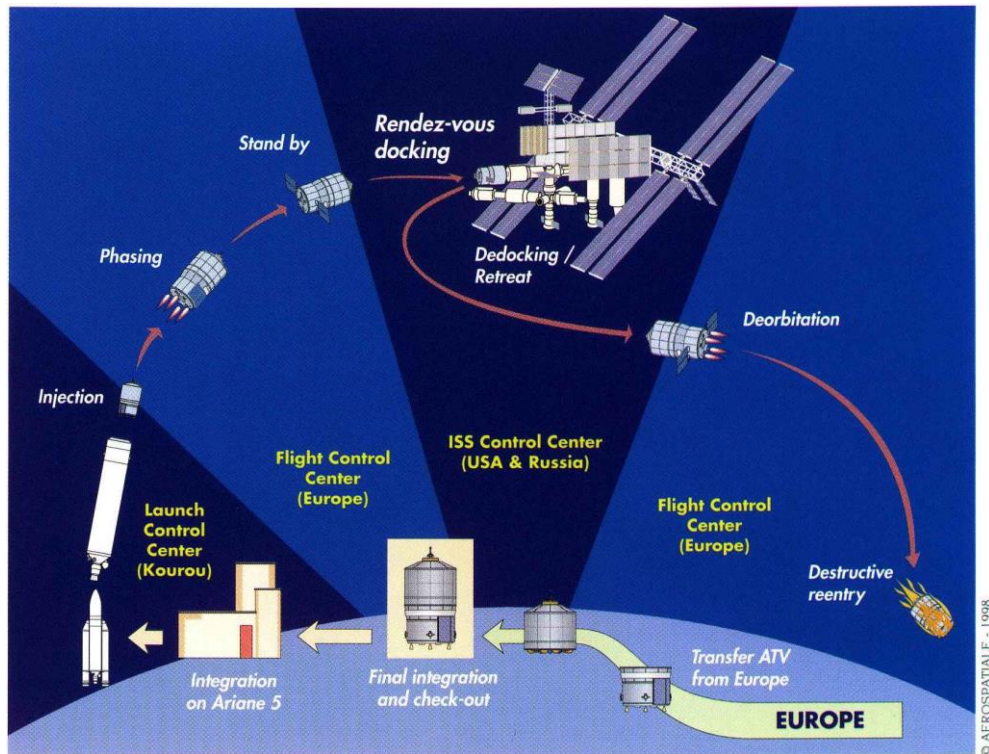 Stand by
Rendez-vous
docking
Phasing
Dedocking /
Retreat
Deorbitation
Injection
ISS Control Center
(USA & Russia)
Flight Control
Center
(Europe)
Launch
Control
Center
(Kourou)
Flight Control
Center
(Europe)
Destructive
reentry
Integration
on Ariane 5
Final integration
and check-out
Transfer ATV
from Europe
EUROPE
© AEROSPATIALE - 1998